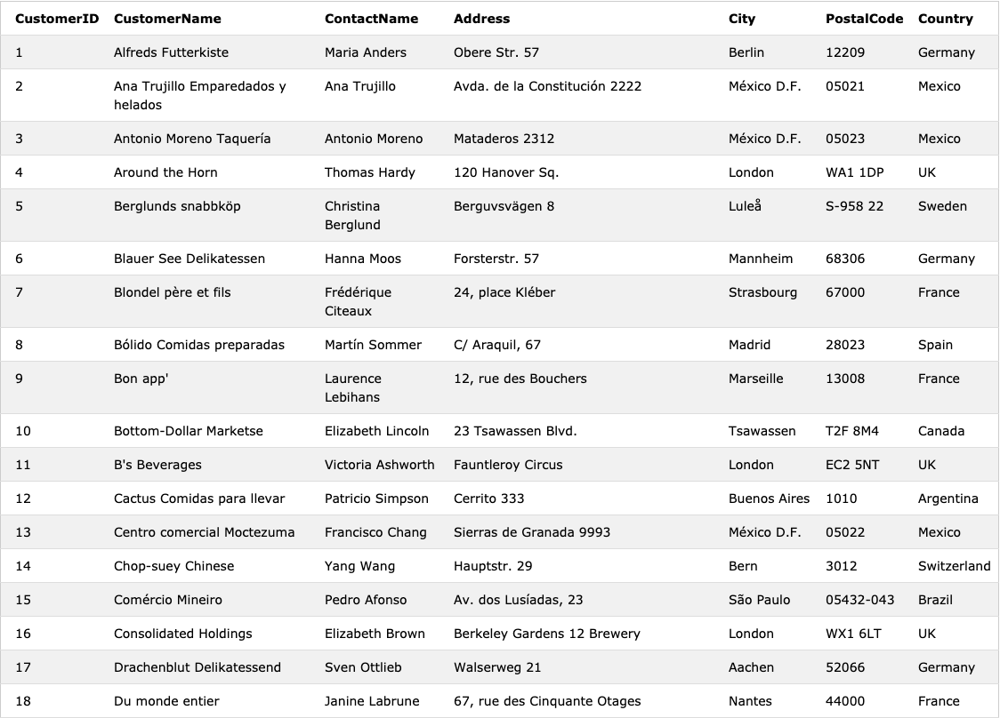 CustomerID CustomerName ContactName Address City PostalCode Country
1 Alfreds Futterkiste Maria Anders Obere Str. 57 Berlin 12209 Germany
2 Ana Trujillo Emparedados y Ana Trujillo Avda. de la Constitución 2222 México D.F. 05021 Mexico
helados
3 Antonio Moreno Taquería Antonio Moreno Mataderos 2312 México D.F. 05023 Mexico
4 Around the Horn Thomas Hardy 120 Hanover Sq. London WA1 1DP UK
5 Berglunds snabbköp Christina Berguvsvägen 8 Luleå S-958 22 Sweden
Berglund
6 Blauer See Delikatessen Hanna Moos Forsterstr. 57 Mannheim 68306 Germany
7 Blondel père et fils Frédérique 24, place Kléber Strasbourg 67000 France
Citeaux
8 Bólido Comidas preparadas Martín Sommer C/ Araquil, 67 Madrid 28023 Spain
9 Bon app' Laurence 12, rue des Bouchers Marseille 13008 France
Lebihans
10 Bottom-Dollar Marketse Elizabeth Lincoln 23 Tsawassen Blvd. Tsawassen T2F 8M4 Canada
11 B's Beverages Victoria Ashworth Fauntleroy Circus London EC2 5NT UK
12 Cactus Comidas para llevar Patricio Simpson Cerrito 333 Buenos Aires 1010 Argentina
13 Centro comercial Moctezuma Francisco Chang Sierras de Granada 9993 México D.F. 05022 Mexico
14 Chop-suey Chinese Yang Wang Hauptstr. 29 Bern 3012 Switzerland
15 Comércio Mineiro Pedro Afonso Av. dos Lusíadas, 23 São Paulo 05432-043 Brazil
16 Consolidated Holdings Elizabeth Brown Berkeley Gardens 12 Brewery London WX1 6LT UK
17 Drachenblut Delikatessend Sven Ottlieb Walserweg 21 Aachen 52066 Germany
18 Du monde entier Janine Labrune 67, rue des Cinquante Otages Nantes 44000 France